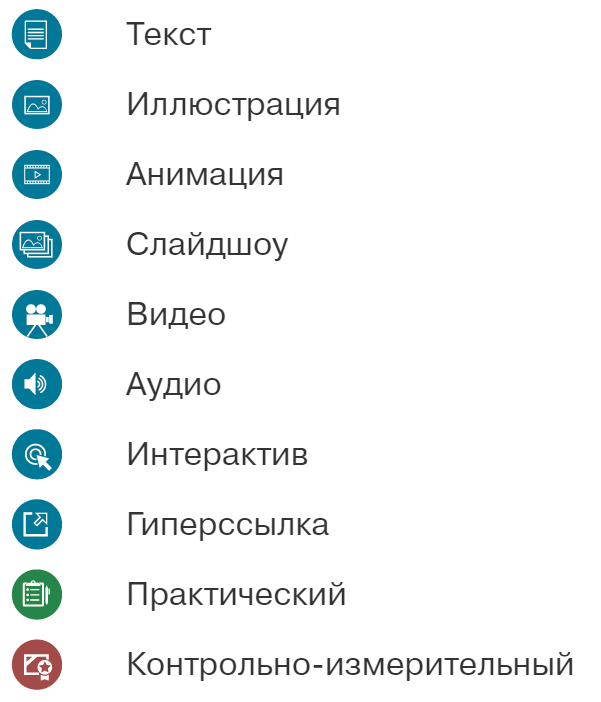 Текст
Иллюстрация
Анимация
Слайдшоу
Видео
Аудио
Интерактив
Гиперссылка
Практический
Контрольно-измерительный